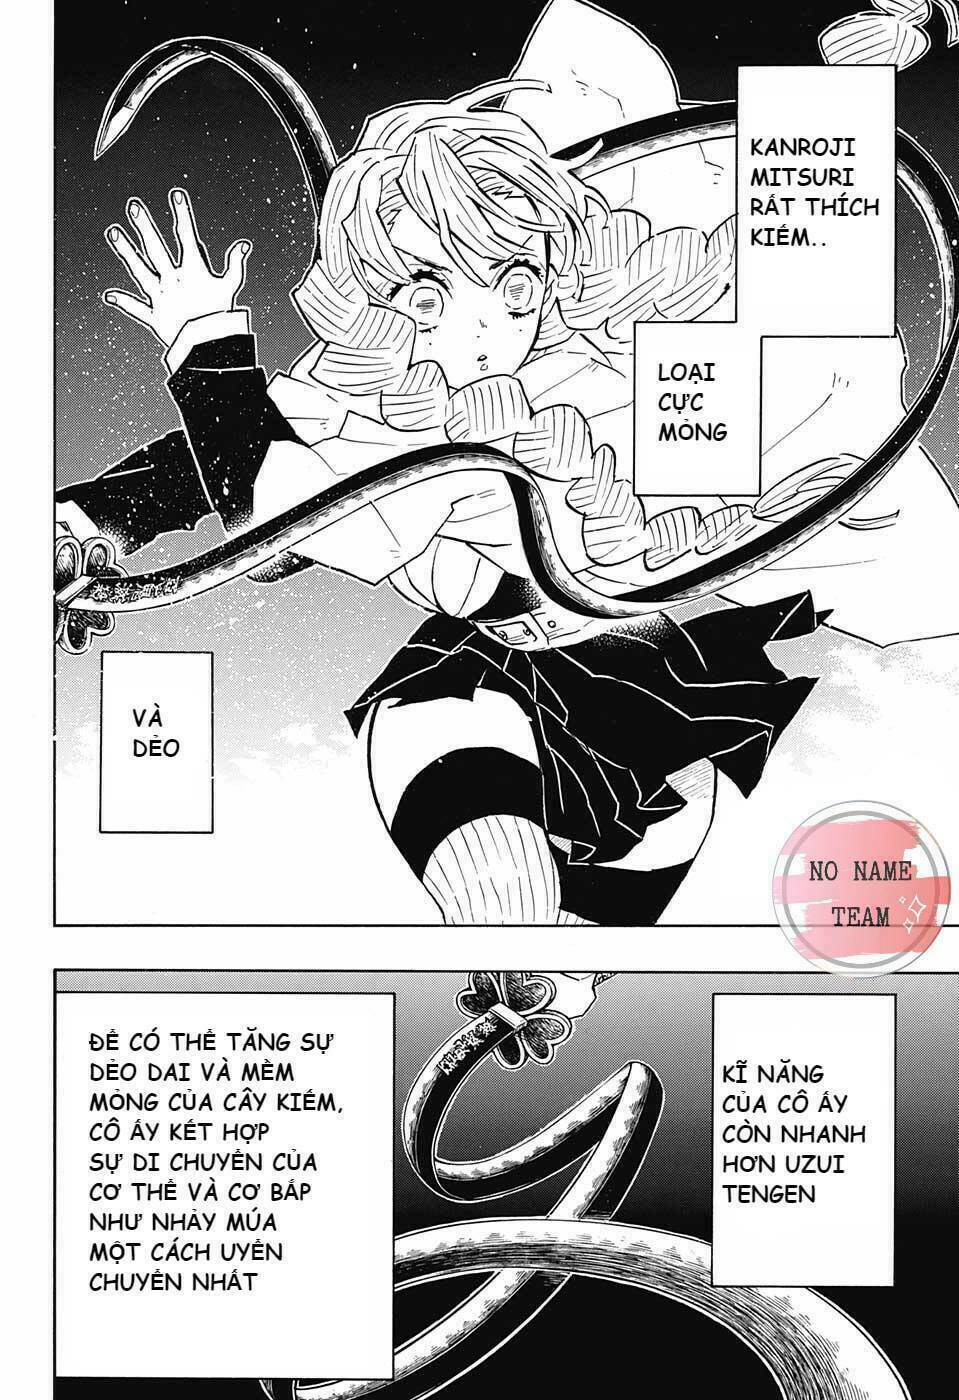 KANROJI
MITSURI
RẤT THÍCH
KIẾM..
LOẠI
CỰC
MỎNG
VÀ
DẺO
NO NAME
TEAM
KĨ NĂNG
CỦA CÔ ẤY
CÒN NHANH
HƠN UZUI
TENGEN
ĐỂ CÓ THỂ TĂNG SỰ
DẺO DAI VÀ MỀM
MỎNG CỦA CÂY KIẾM,
CÔ ẤY KẾT HỢP
SỰ DI CHUYỂN CỦA
CƠ THỂ VÀ CƠ BẮP
NHƯ NHẢY MÚA
MỘT CÁCH UYỂN
CHUYỂN NHẤT